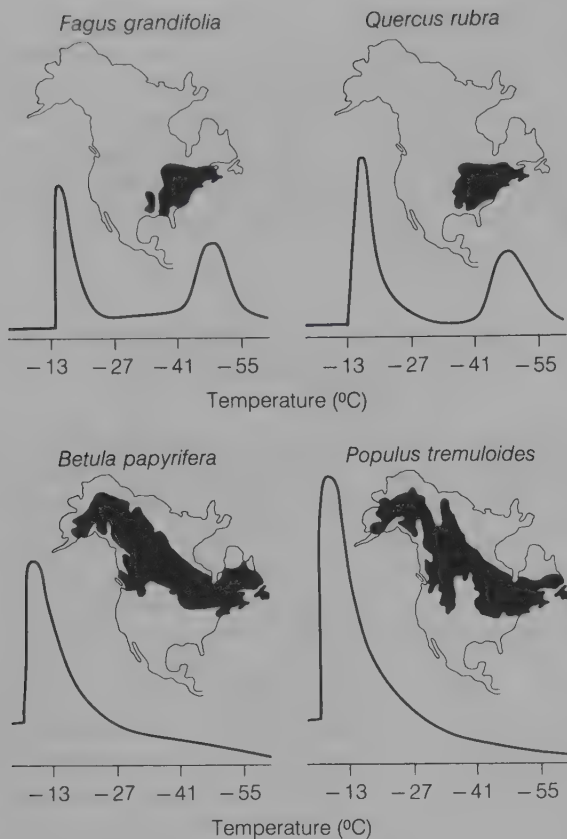 Fagus grandifolia
Quercus rubra
−13 −27 −41 −55
−13 −27 −41 −55
Temperature (ºC)
Betula papyrifera
Populus tremuloides
−13 −27 −41 −55
−13 −27 −41 −55
Temperature (ºC)